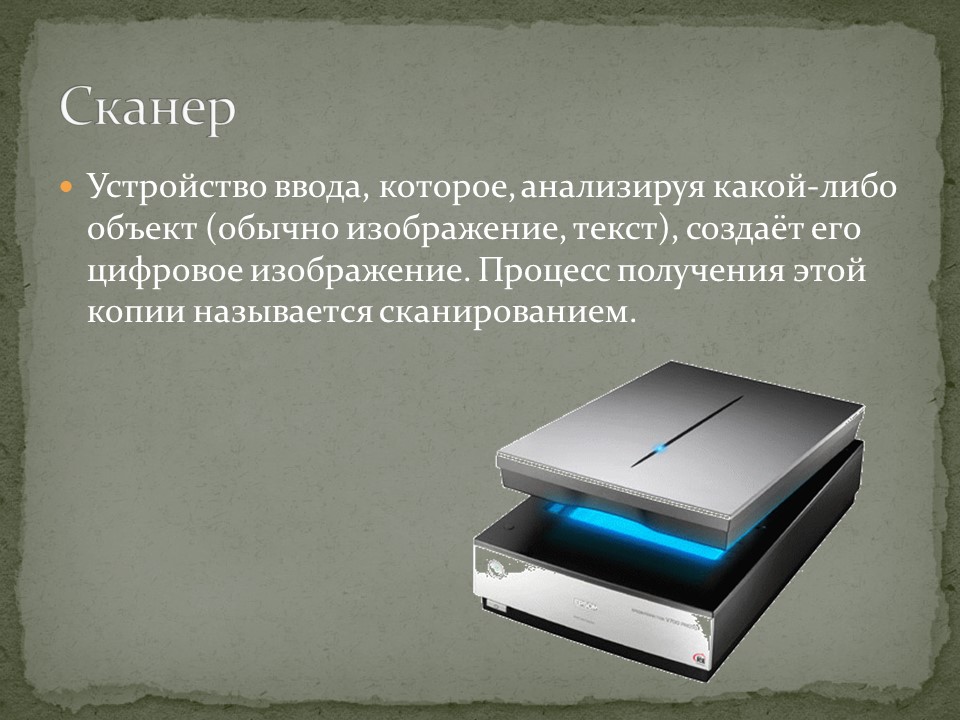 Сканер
• Устройство ввода, которое, анализируя какой-либо
объект (обычно изображение, текст), создаёт его
цифровое изображение. Процесс получения этой
копии называется сканированием.
EPSON